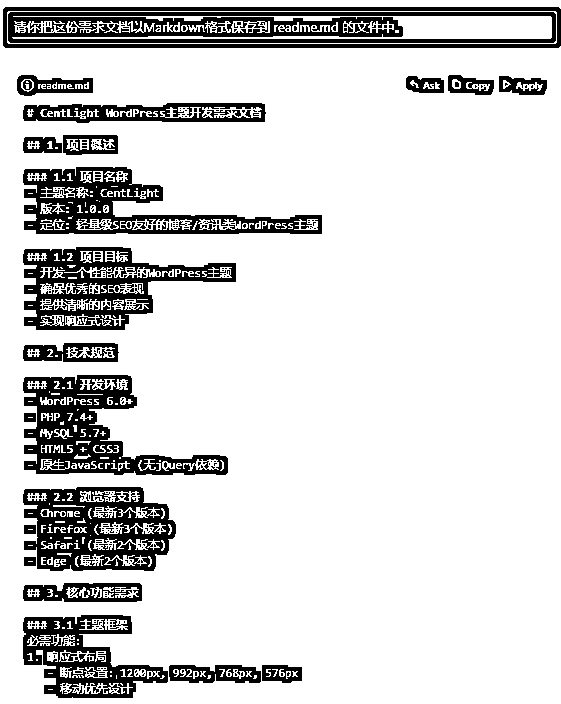 请你把这份需求文档以Markdown格式保存到 readme.md 的文件中。
readme.md Ask Copy Apply
# CentLight WordPress主题开发需求文档
## 1. 项目概述
### 1.1 项目名称
- 主题名称: CentLight
- 版本: 1.0.0
- 定位: 轻量级SEO友好的博客/资讯类WordPress主题
### 1.2 项目目标
- 开发一个性能优异的WordPress主题
- 确保优秀的SEO表现
- 提供清晰的内容展示
- 实现响应式设计
## 2. 技术规范
### 2.1 开发环境
- WordPress 6.0+
- PHP 7.4+
- MySQL 5.7+
- HTML5 + CSS3
- 原生JavaScript (无jQuery依赖)
### 2.2 浏览器支持
- Chrome (最新3个版本)
- Firefox (最新3个版本)
- Safari (最新2个版本)
- Edge (最新2个版本)
## 3. 核心功能需求
### 3.1 主题框架
必需功能:
1. 响应式布局
- 断点设置: 1200px, 992px, 768px, 576px
- 移动优先设计